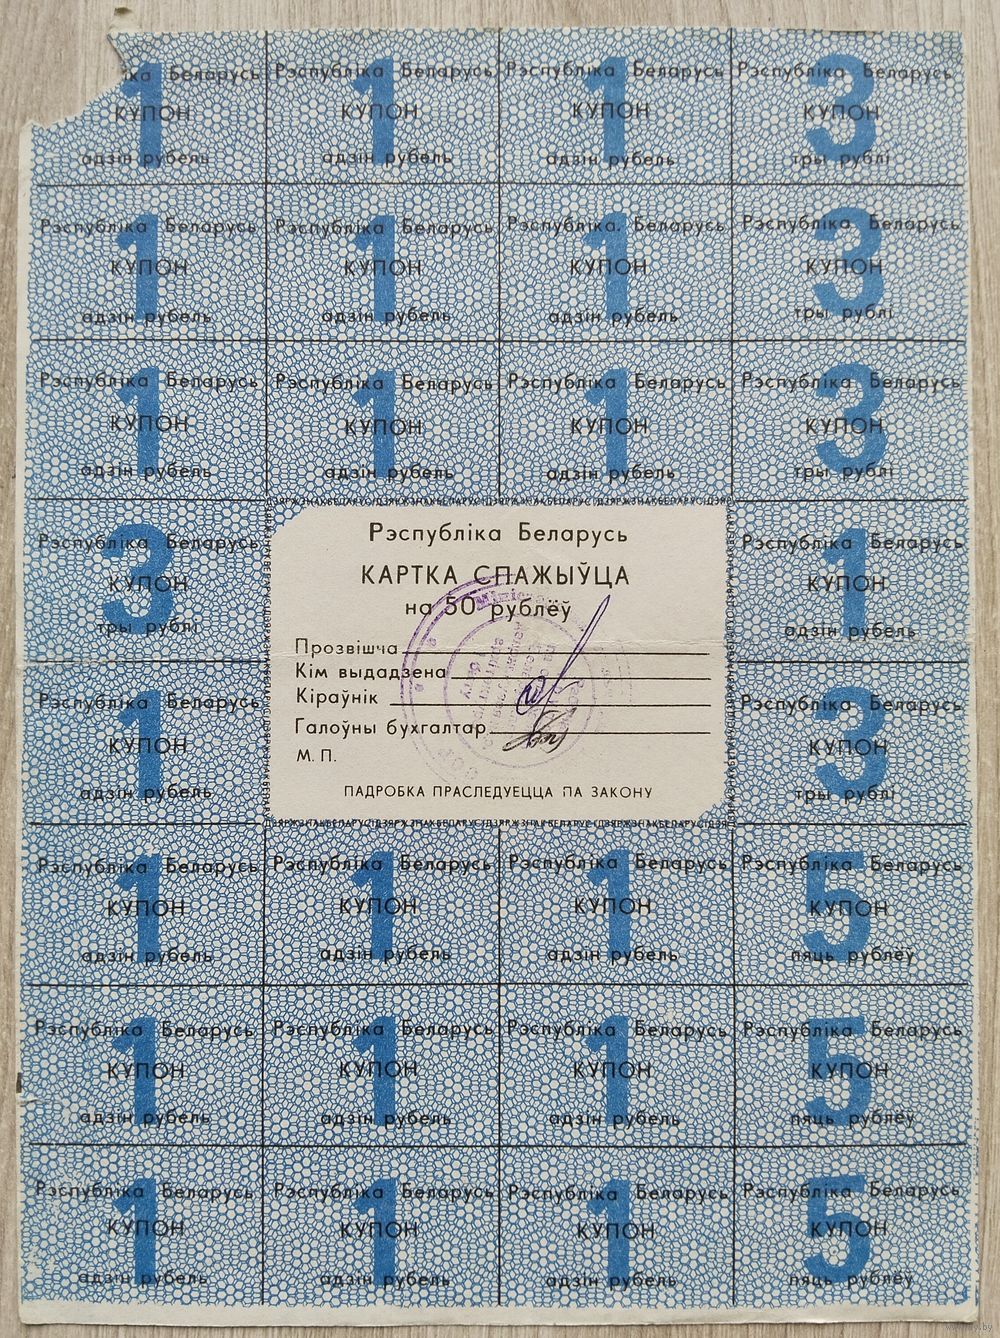 іка Беларусь Рэспубліка Беларусь Рэспубліка Беларусь Рэспубліка Беларусь
1 1 1 3
КУПОН КУПОН КУПОН КУПОН
адзін рубель адзін рубель адзін рубель тры рублі
Рэспубліка Беларусь Рэспубліка Беларусь Рэспубліка Беларусь Рэспубліка Беларусь
1 1 1 3
КУПОН КУПОН КУПОН КУПОН
адзін рубель адзін рубель адзін рубель тры рублі
Рэспубліка Беларусь Рэспубліка Беларусь Рэспубліка Беларусь Рэспубліка Беларусь
1 1 1 3
КУПОН КУПОН КУПОН КУПОН
адзін рубель адзін рубель адзін рубель тры рублі
Рэспубліка Беларусь
3
КУПОН
тры рублі
Рэспубліка Беларусь
КАРТКА СПАЖЫЎЦА
на 50 рублёў
Прозвішча
Кім выдадзена
Кіраўнік
Галоўны бухгалтар
М. П.
ПАДРОБКА ПРАСЛЕДУЕЦЦА ПА ЗАКОНУ
Рэспубліка Беларусь
1
КУПОН
адзін рубель
Рэспубліка Беларусь Рэспубліка Беларусь
1 3
КУПОН КУПОН
адзін рубель тры рублі
Рэспубліка Беларусь Рэспубліка Беларусь Рэспубліка Беларусь Рэспубліка Беларусь
1 1 1 5
КУПОН КУПОН КУПОН КУПОН
адзін рубель адзін рубель адзін рубель пяць рублёў
Рэспубліка Беларусь Рэспубліка Беларусь Рэспубліка Беларусь Рэспубліка Беларусь
1 1 1 5
КУПОН КУПОН КУПОН КУПОН
адзін рубель адзін рубель адзін рубель пяць рублёў
Рэспубліка Беларусь Рэспубліка Беларусь Рэспубліка Беларусь Рэспубліка Беларусь
1 1 1 5
КУПОН КУПОН КУПОН КУПОН
адзін рубель адзін рубель адзін рубель пяць рублёў